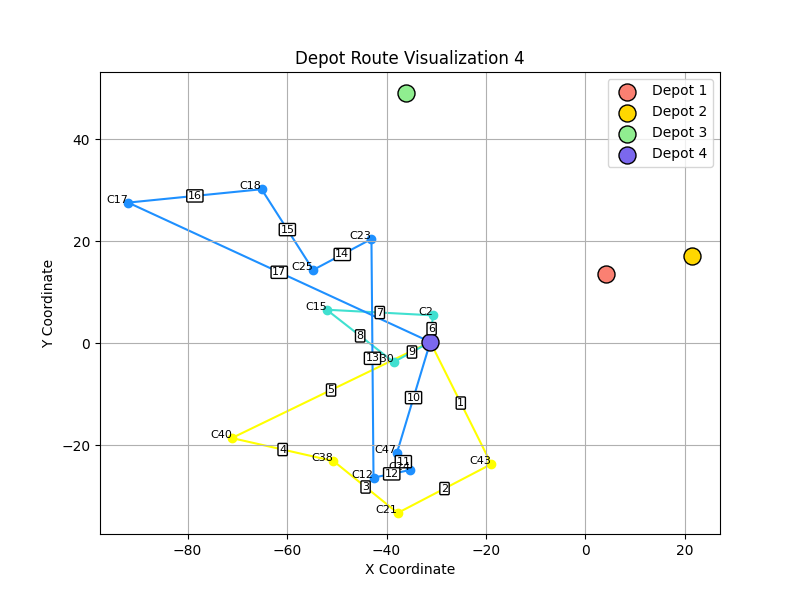 Depot Route Visualization 4
Depot 1
Depot 2
Depot 3
Depot 4
40
20
0
−20
−80
−60
−40
−20
0
20
X Coordinate
Y Coordinate
C17
16
C18
15
C25
14
C23
17
C15
7
C2
6
8
9
13
30
5
10
1
C40
4
C38
C47
11
C12
12
3
C43
2
C21